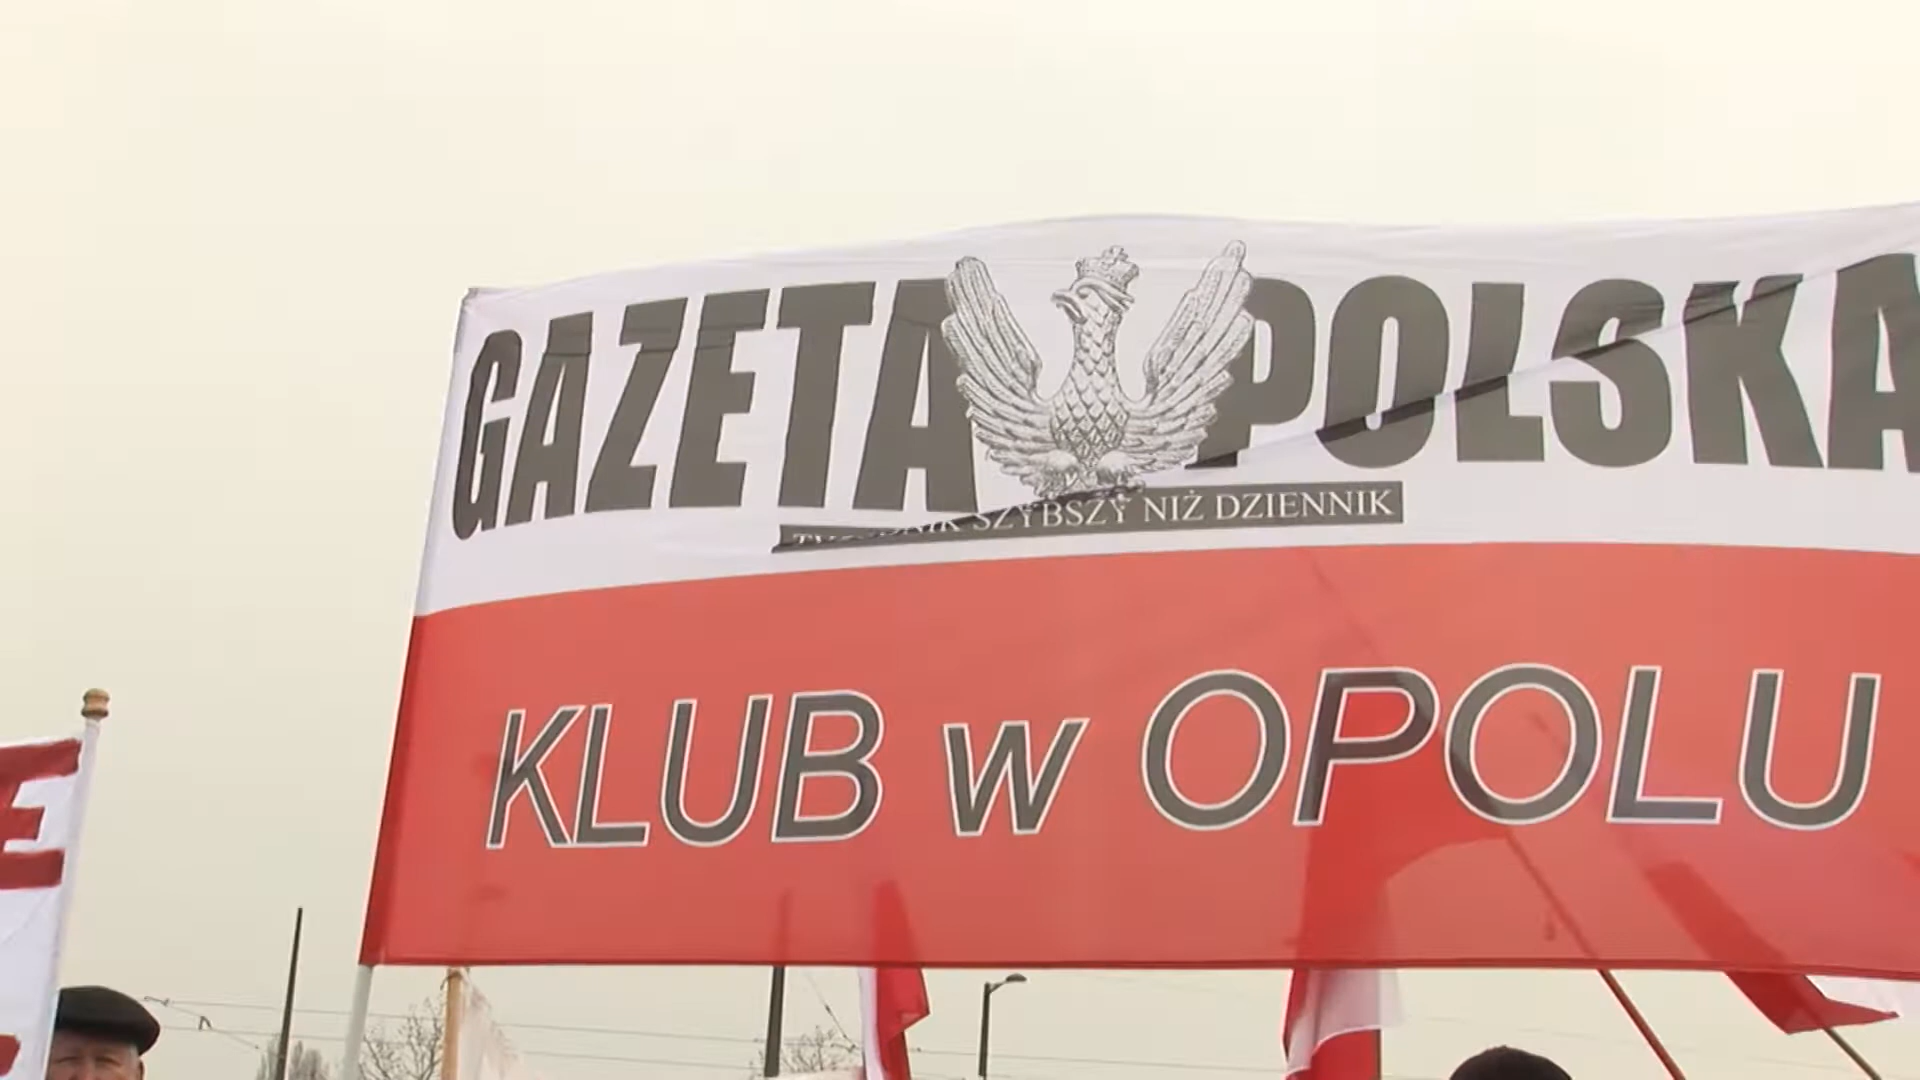 GAZETA POLSKA
SZYBSZY NIŻ DZIENNIK
KLUB w OPOLU
E